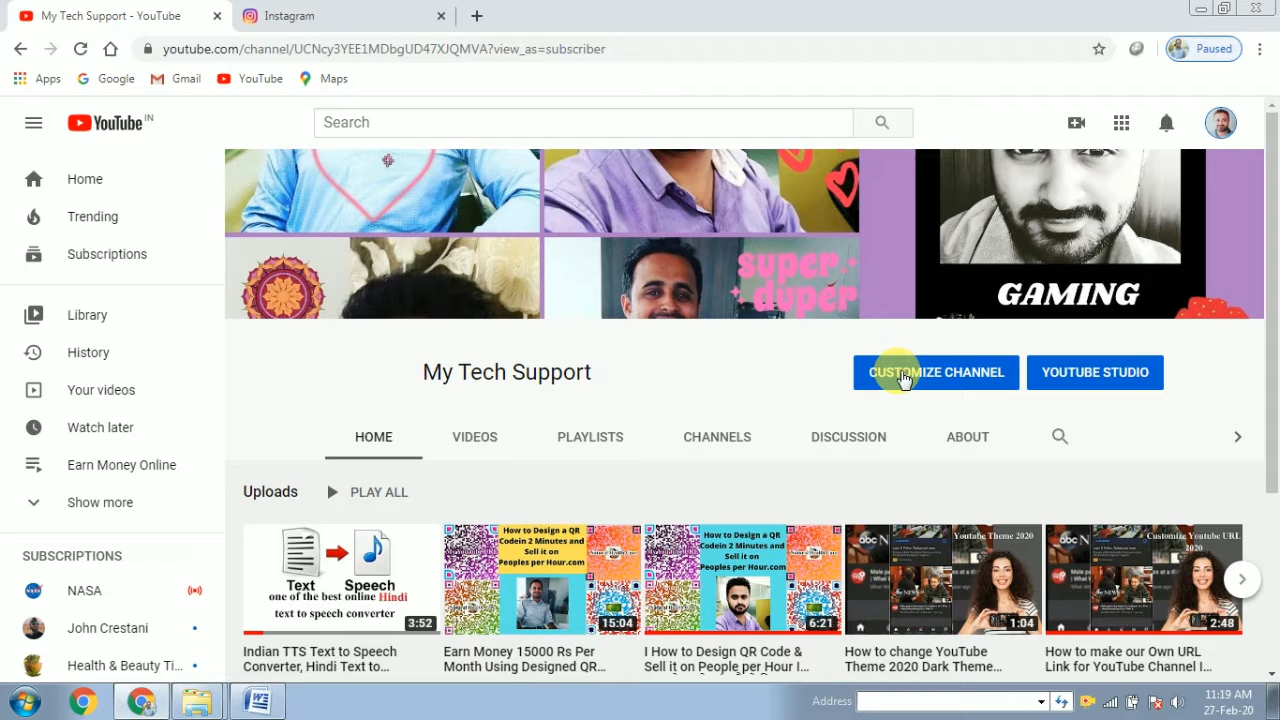 My Tech Support - YouTube
Instagram
youtube.com/channel/UCNcy3YEE1MDbgUD47XJQMVA?view_as=subscriber
Paused
Apps
Google
Gmail
YouTube
Maps
YouTube IN
Search
Home
Trending
Subscriptions
Library
History
Your videos
Watch later
Earn Money Online
Show more
SUBSCRIPTIONS
NASA
John Crestani
Health & Beauty Ti...
super
duper
GAMING
My Tech Support
CUSTOMIZE CHANNEL
YOUTUBE STUDIO
HOME
VIDEOS
PLAYLISTS
CHANNELS
DISCUSSION
ABOUT
Uploads
PLAY ALL
Text
Speech
one of the best online Hindi
text to speech converter
3:52
Indian TTS Text to Speech
Converter, Hindi Text to...
How to Design a QR
Codein 2 Minutes and
Sell it on
Peoples per Hour.com
15:04
Earn Money 15000 Rs Per
Month Using Designed QR...
How to Design a QR
Codein 2 Minutes and
Sell it on
Peoples per Hour.com
6:21
I How to Design QR Code &
Sell it on People per Hour I...
abc
Youtube Theme 2020
1:04
How to change YouTube
Theme 2020 Dark Theme...
abc
Customize Youtube URL
2020
2:48
How to make our Own URL
Link for YouTube Channel I...
Address
11:19 AM
27-Feb-20